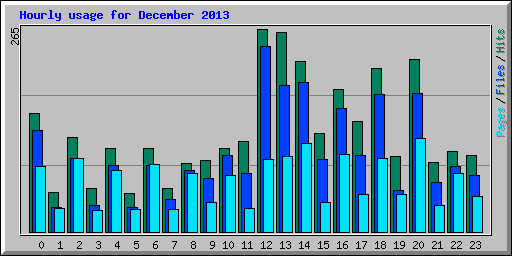 Hourly usage for December 2013
265
Pages / Files / Hits
0 1 2 3 4 5 6 7 8 9 10 11 12 13 14 15 16 17 18 19 20 21 22 23